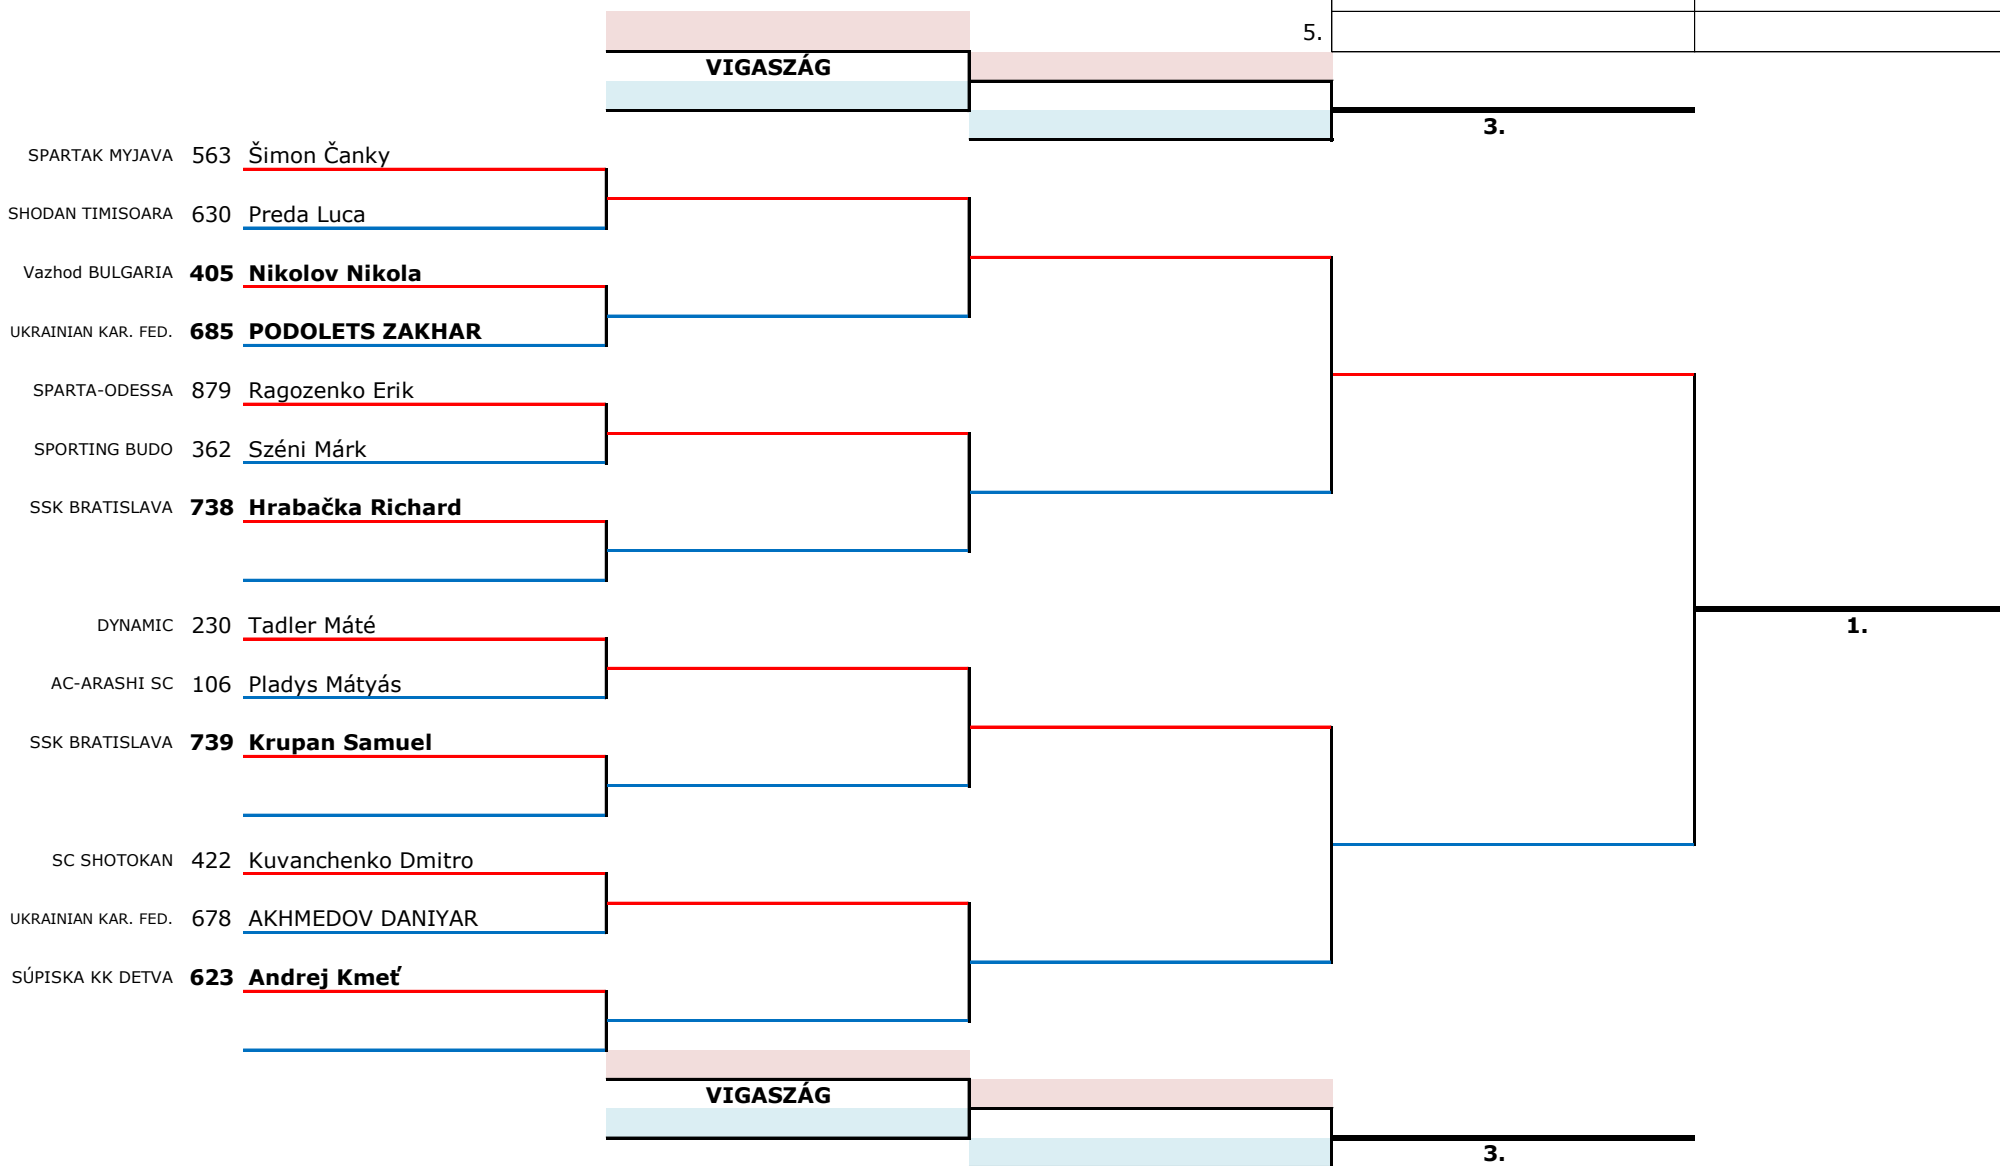 5.
VIGASZÁG
3.
SPARTAK MYJAVA 563 Šimon Čanky
SHODAN TIMISOARA 630 Preda Luca
Vazhod BULGARIA 405 Nikolov Nikola
UKRAINIAN KAR. FED. 685 PODOLETS ZAKHAR
SPARTA-ODESSA 879 Ragozenko Erik
SPORTING BUDO 362 Széni Márk
SSK BRATISLAVA 738 Hrabačka Richard
DYNAMIC 230 Tadler Máté
1.
AC-ARASHI SC 106 Pladys Mátyás
SSK BRATISLAVA 739 Krupan Samuel
SC SHOTOKAN 422 Kuvanchenko Dmitro
UKRAINIAN KAR. FED. 678 AKHMEDOV DANIYAR
SÚPISKA KK DETVA 623 Andrej Kmeť
VIGASZÁG
3.